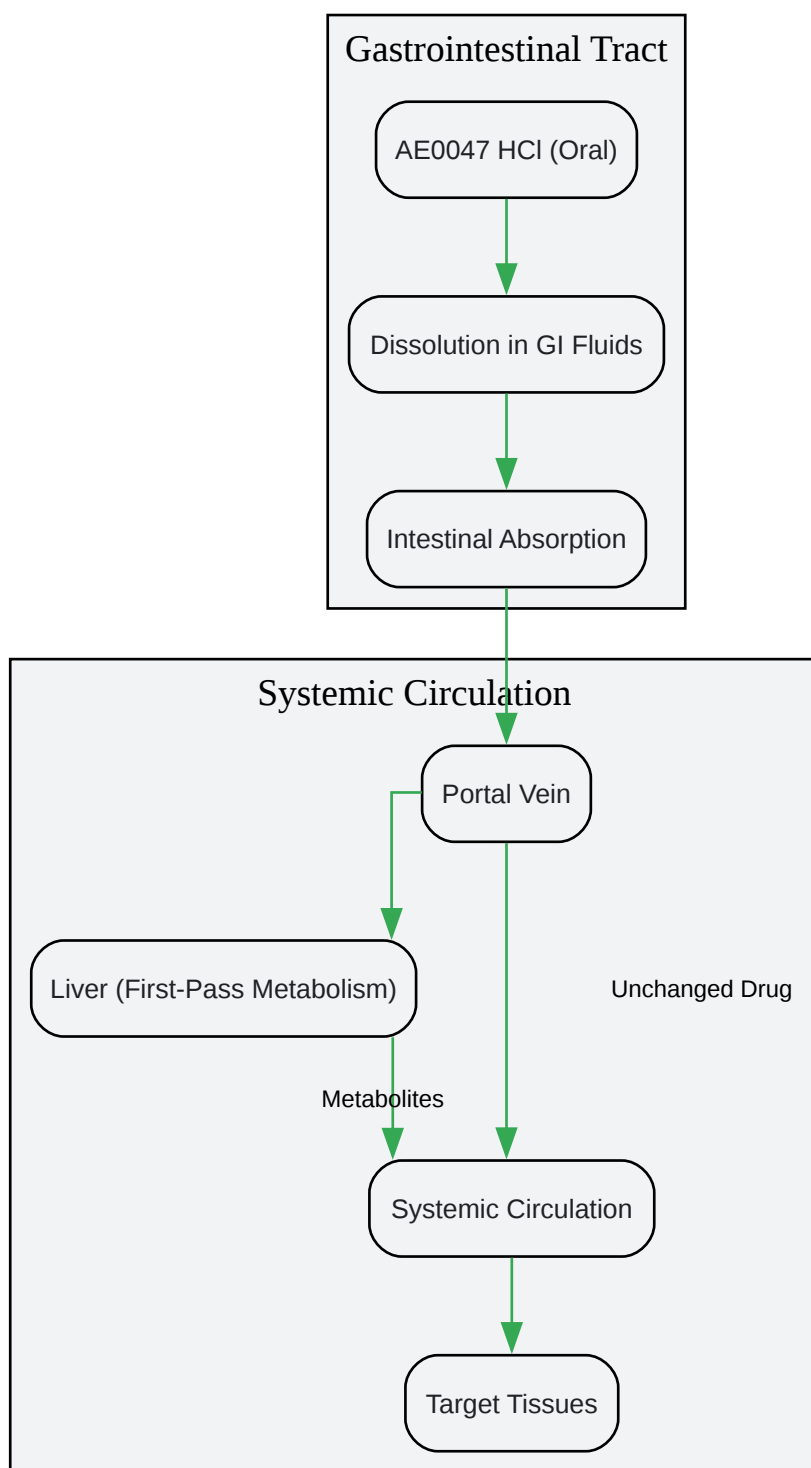 Gastrointestinal Tract
AE0047 HCl (Oral)
Dissolution in GI Fluids
Intestinal Absorption
Systemic Circulation
Portal Vein
Liver (First-Pass Metabolism)
Unchanged Drug
Metabolites
Systemic Circulation
Target Tissues